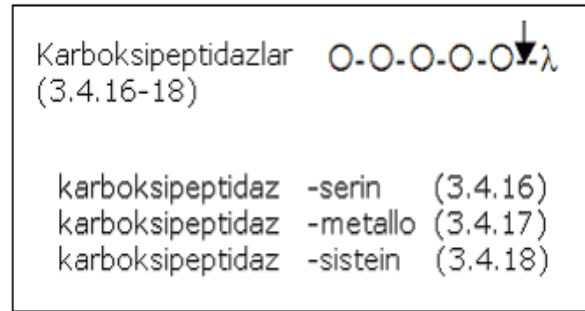 Karboksipeptidazlar O-O-O-O-O-λ
(3.4.16-18)
karboksipeptidaz -serin (3.4.16)
karboksipeptidaz -metallo (3.4.17)
karboksipeptidaz -sistein (3.4.18)